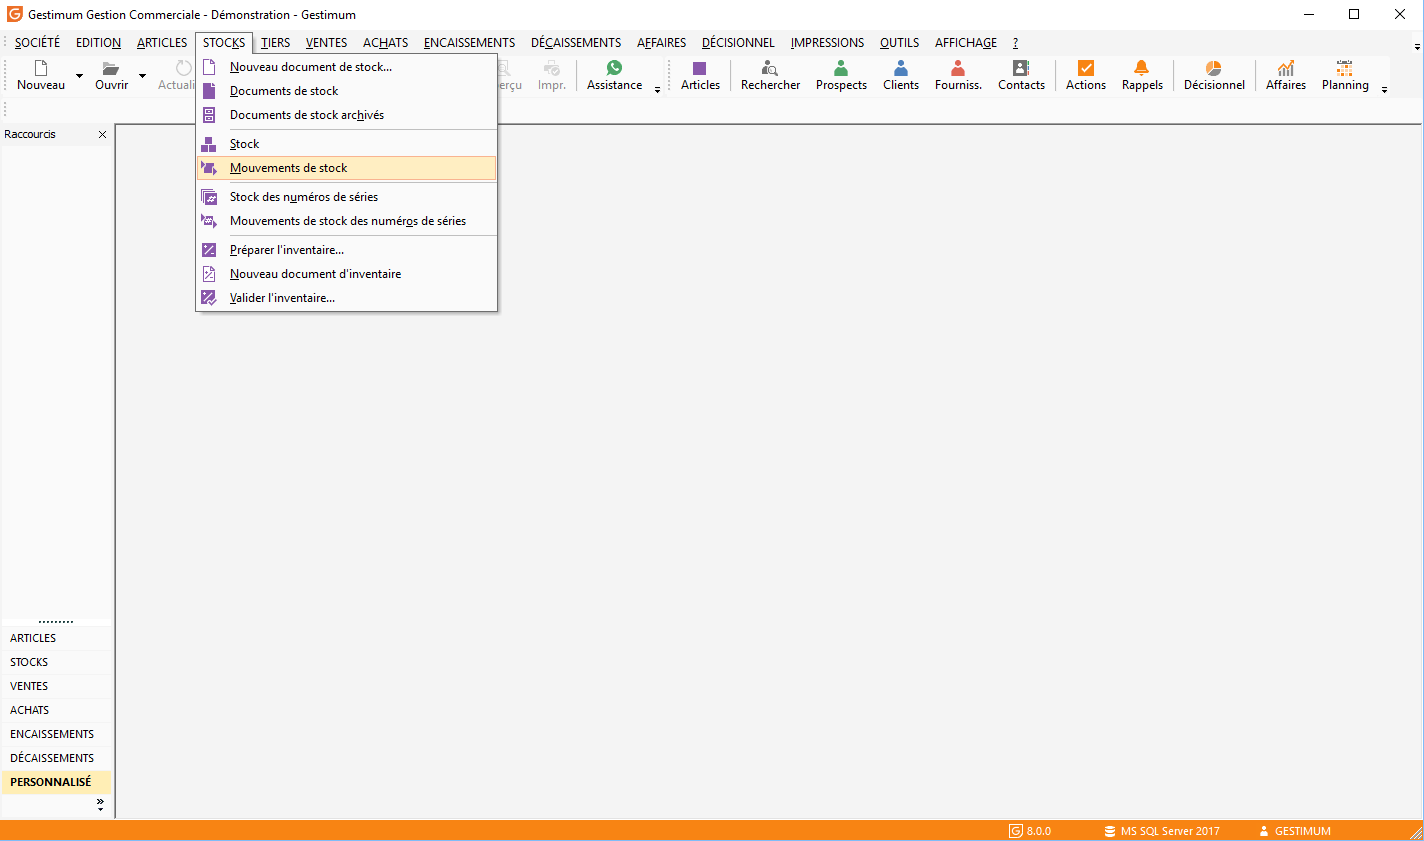 Gestimum Gestion Commerciale - Démonstration - Gestimum
SOCIÉTÉ EDITION ARTICLES STOCKS TIERS VENTES ACHATS ENCAISSEMENTS DÉCAISSEMENTS AFFAIRES DÉCISIONNEL IMPRESSIONS OUTILS AFFICHAGE ?
Nouveau Ouvrir Impr. Assistance Articles Rechercher Prospects Clients Fourniss. Contacts Actions Rappels Décisionnel Affaires Planning
Nouveau document de stock...
Documents de stock
Documents de stock archivés
Stock
Mouvements de stock
Stock des numéros de séries
Mouvements de stock des numéros de séries
Préparer l'inventaire...
Nouveau document d'inventaire
Valider l'inventaire...
Raccourcis
ARTICLES
STOCKS
VENTES
ACHATS
ENCAISSEMENTS
DÉCAISSEMENTS
PERSONNALISÉ
8.0.0 MS SQL Server 2017 GESTIMUM